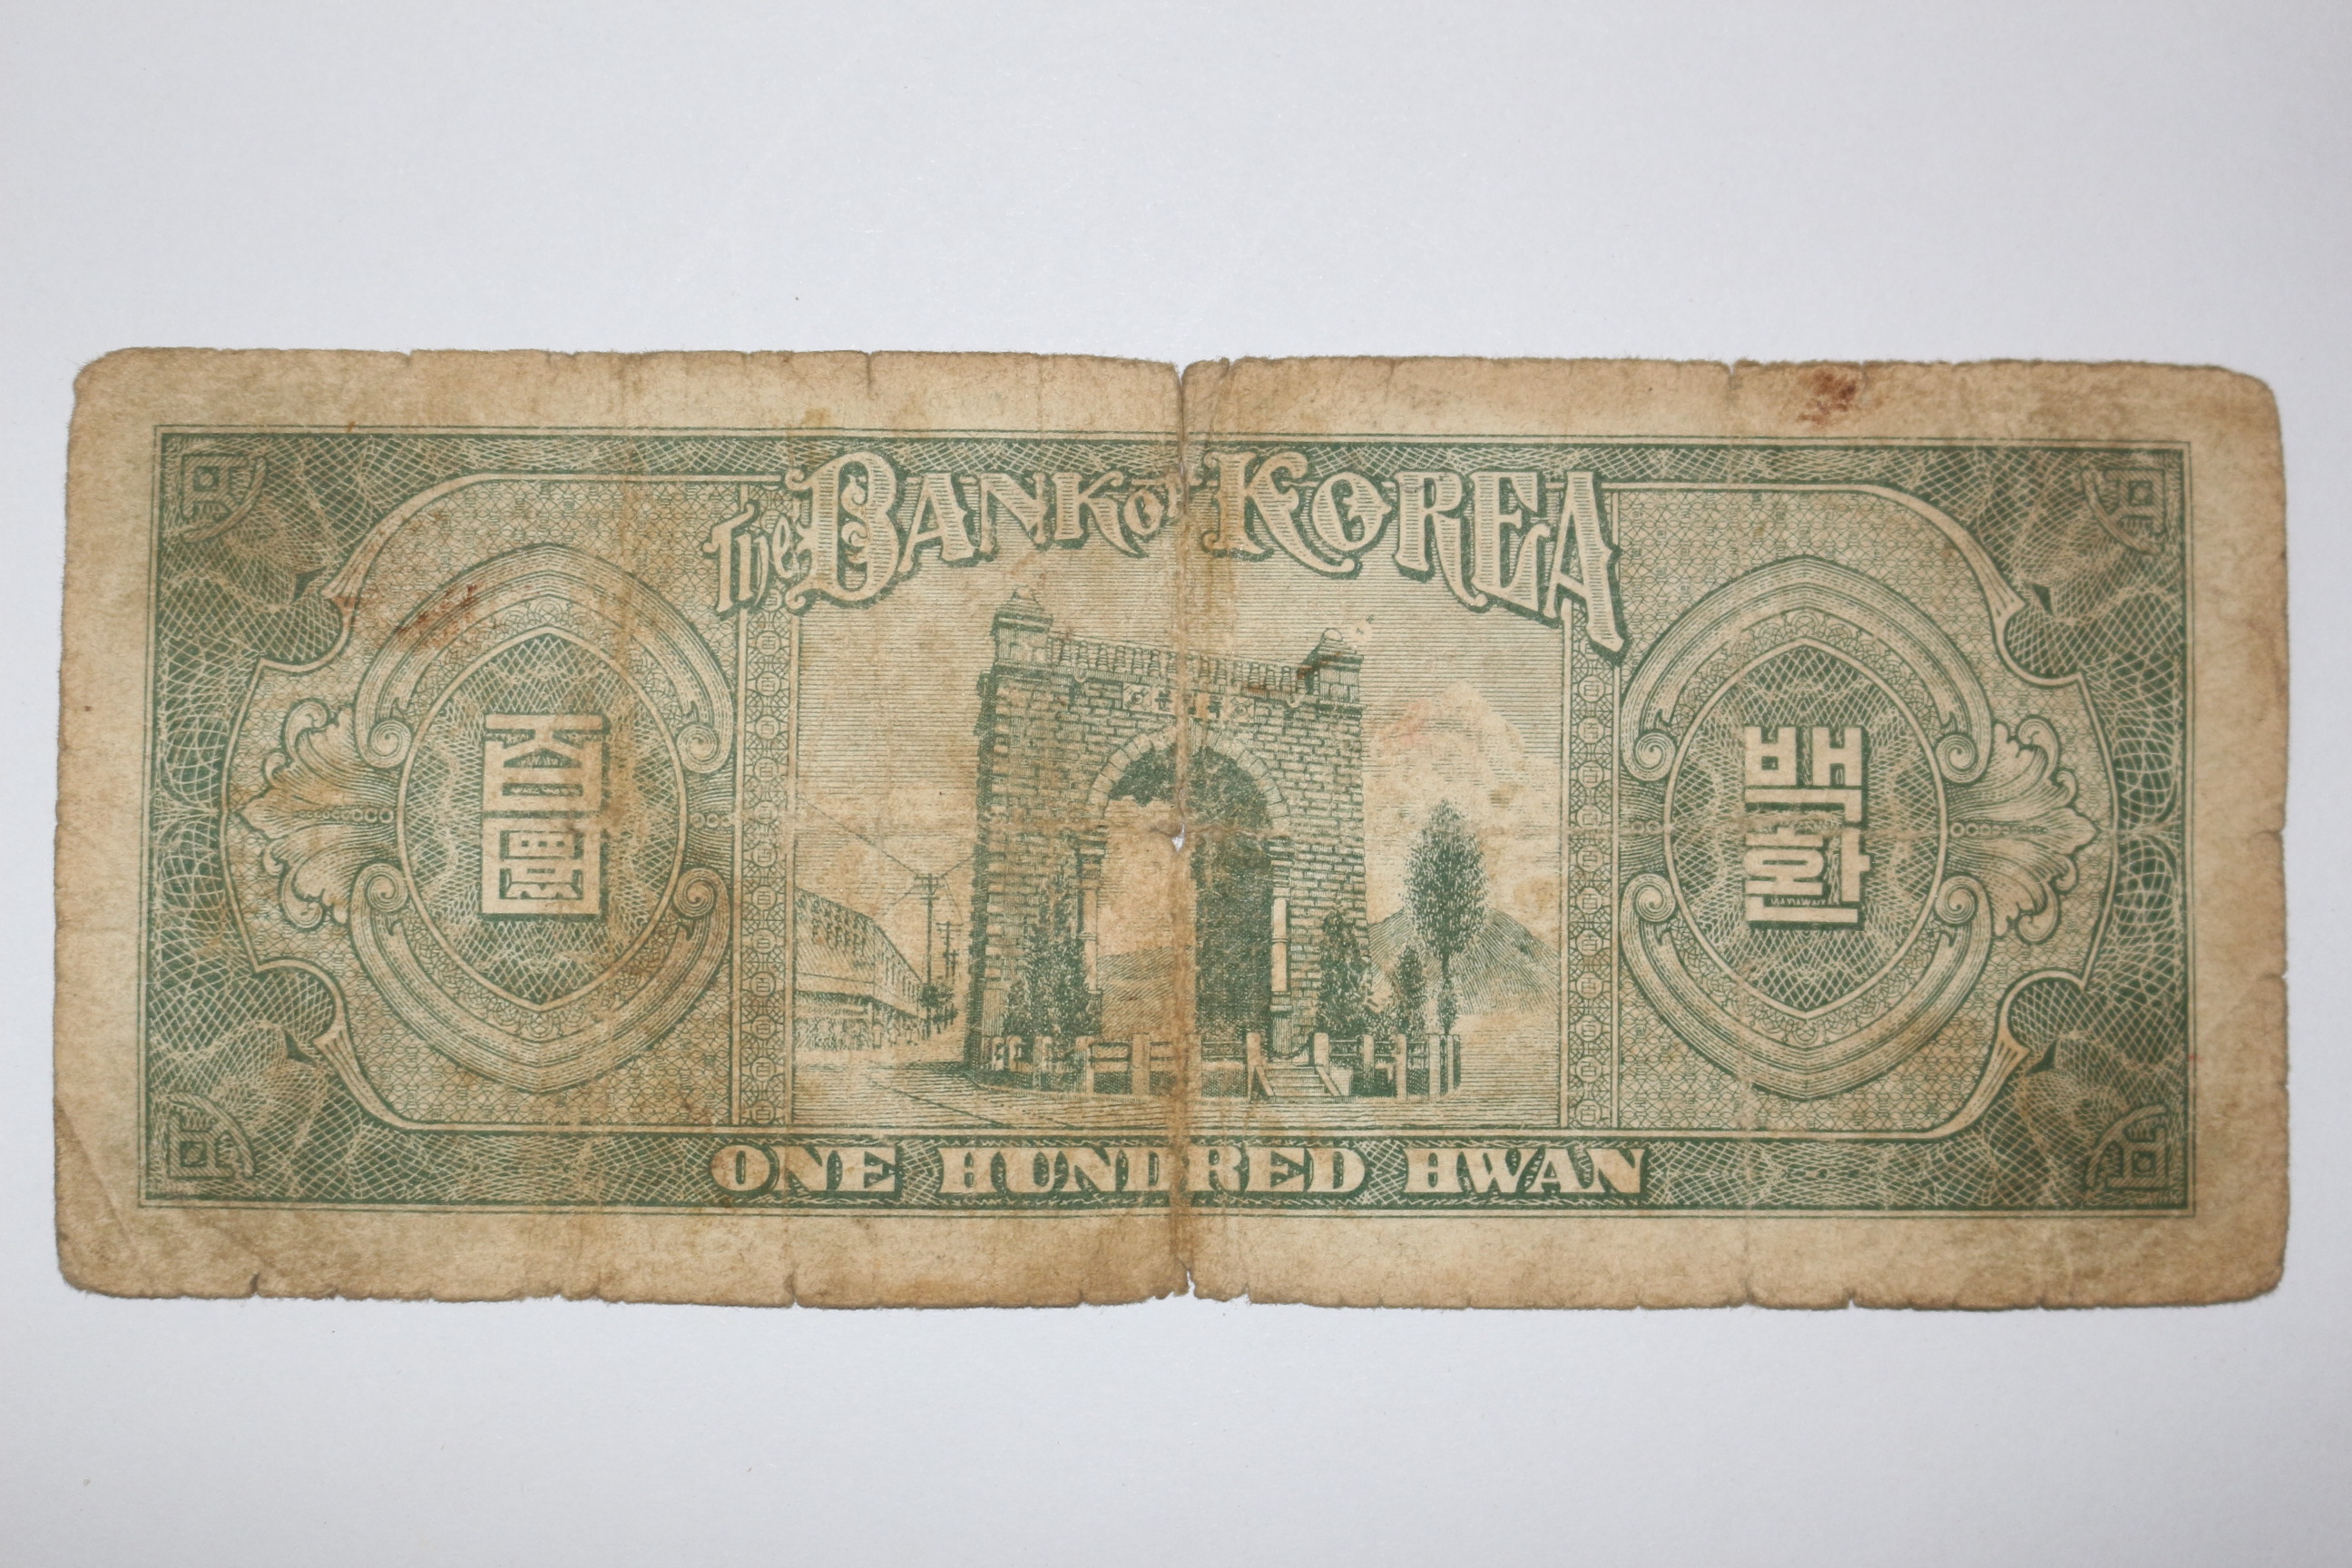 The BANK OF KOREA
百圜
백환
ONE HUNDRED HWAN